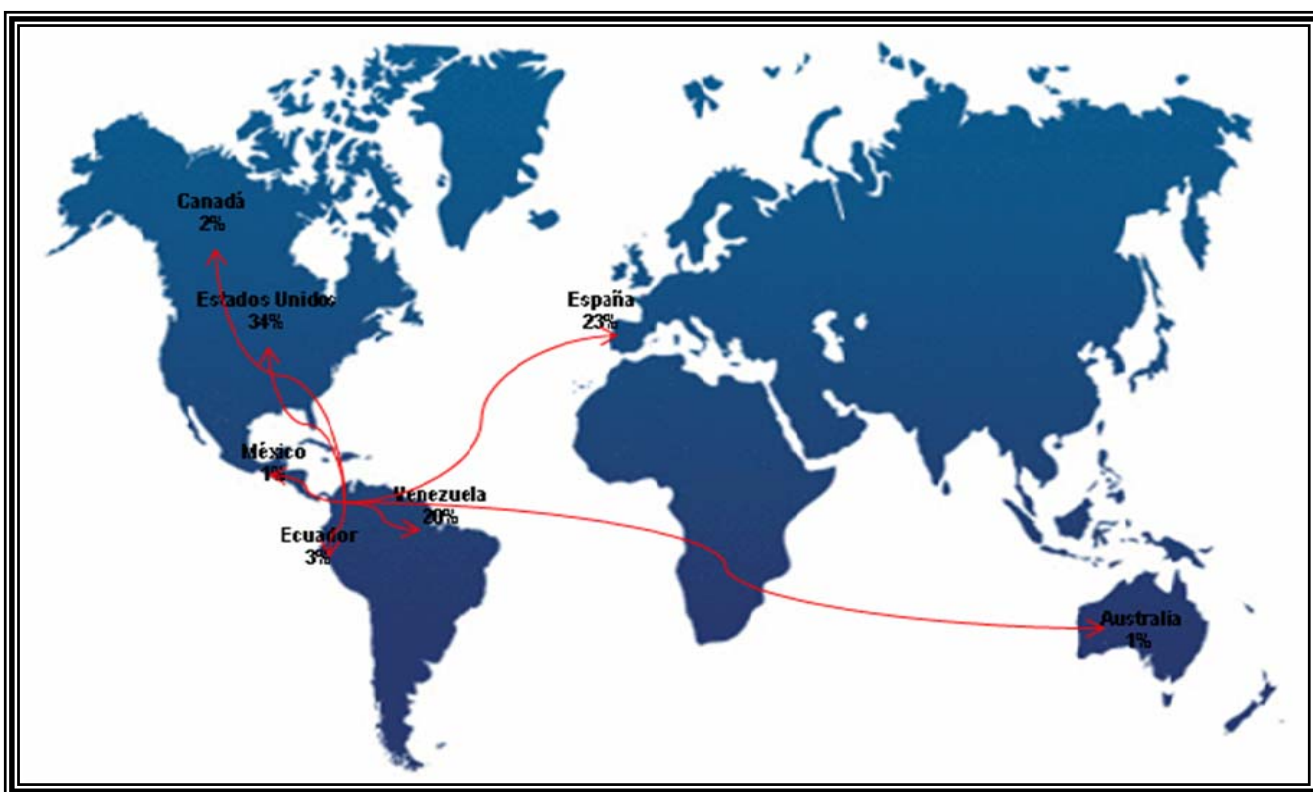 Canadá
2%
Estados Unidos
34%
España
23%
México
1%
Venezuela
20%
Ecuador
3%
Australia
1%